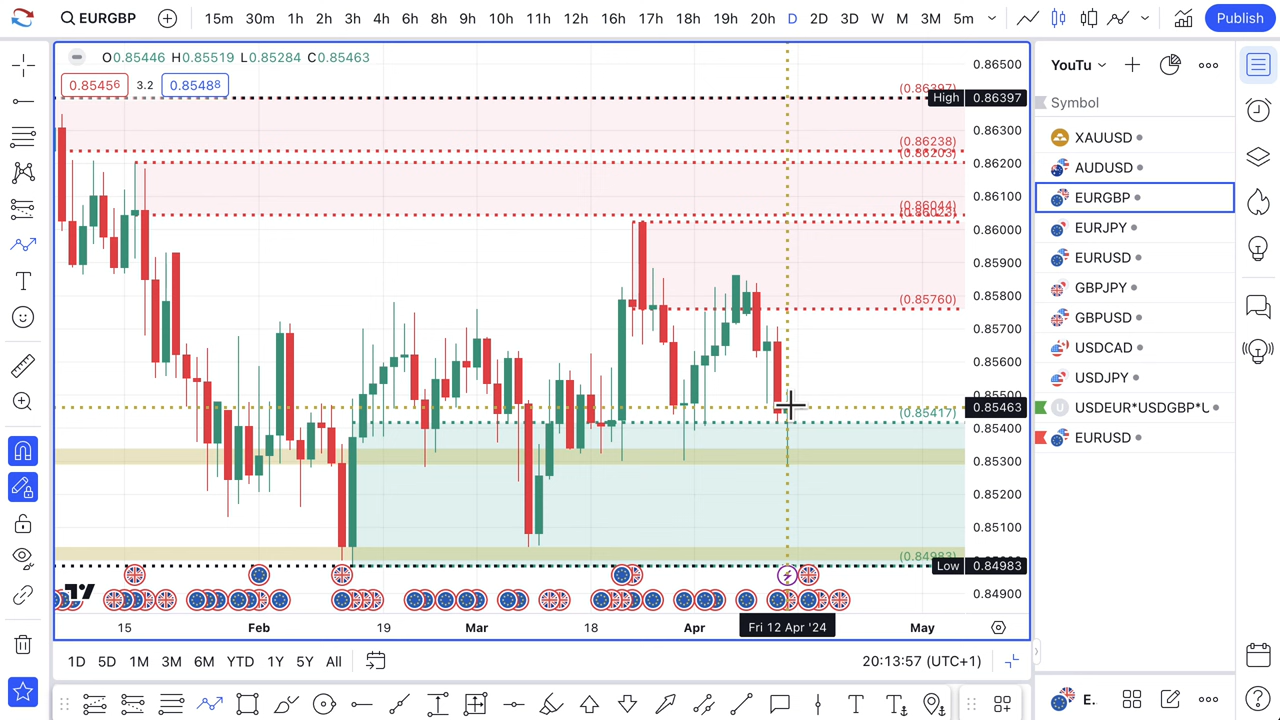 EURGBP 15m 30m 1h 2h 3h 4h 6h 8h 9h 10h 11h 12h 16h 17h 18h 19h 20h D 2D 3D W M 3M 5m Publish
O0.85446 H0.85519 L0.85284 C0.85463
0.85456 3.2 0.85488
(0.86397)
High 0.86397
(0.86238)
(0.86203)
(0.86044)
(0.86023)
(0.85760)
(0.85417)
(0.84983)
Low 0.84983
0.86500
0.86300
0.86200
0.86100
0.86000
0.85900
0.85800
0.85700
0.85600
0.85463
0.85400
0.85300
0.85200
0.85100
0.84900
15 Feb 19 Mar 18 Apr Fri 12 Apr '24 May
1D 5D 1M 3M 6M YTD 1Y 5Y All
20:13:57 (UTC+1)
YouTu
Symbol
XAUUSD
AUDUSD
EURGBP
EURJPY
EURUSD
GBPJPY
GBPUSD
USDCAD
USDJPY
U USDEUR*USDGBP*U
EURUSD
E.